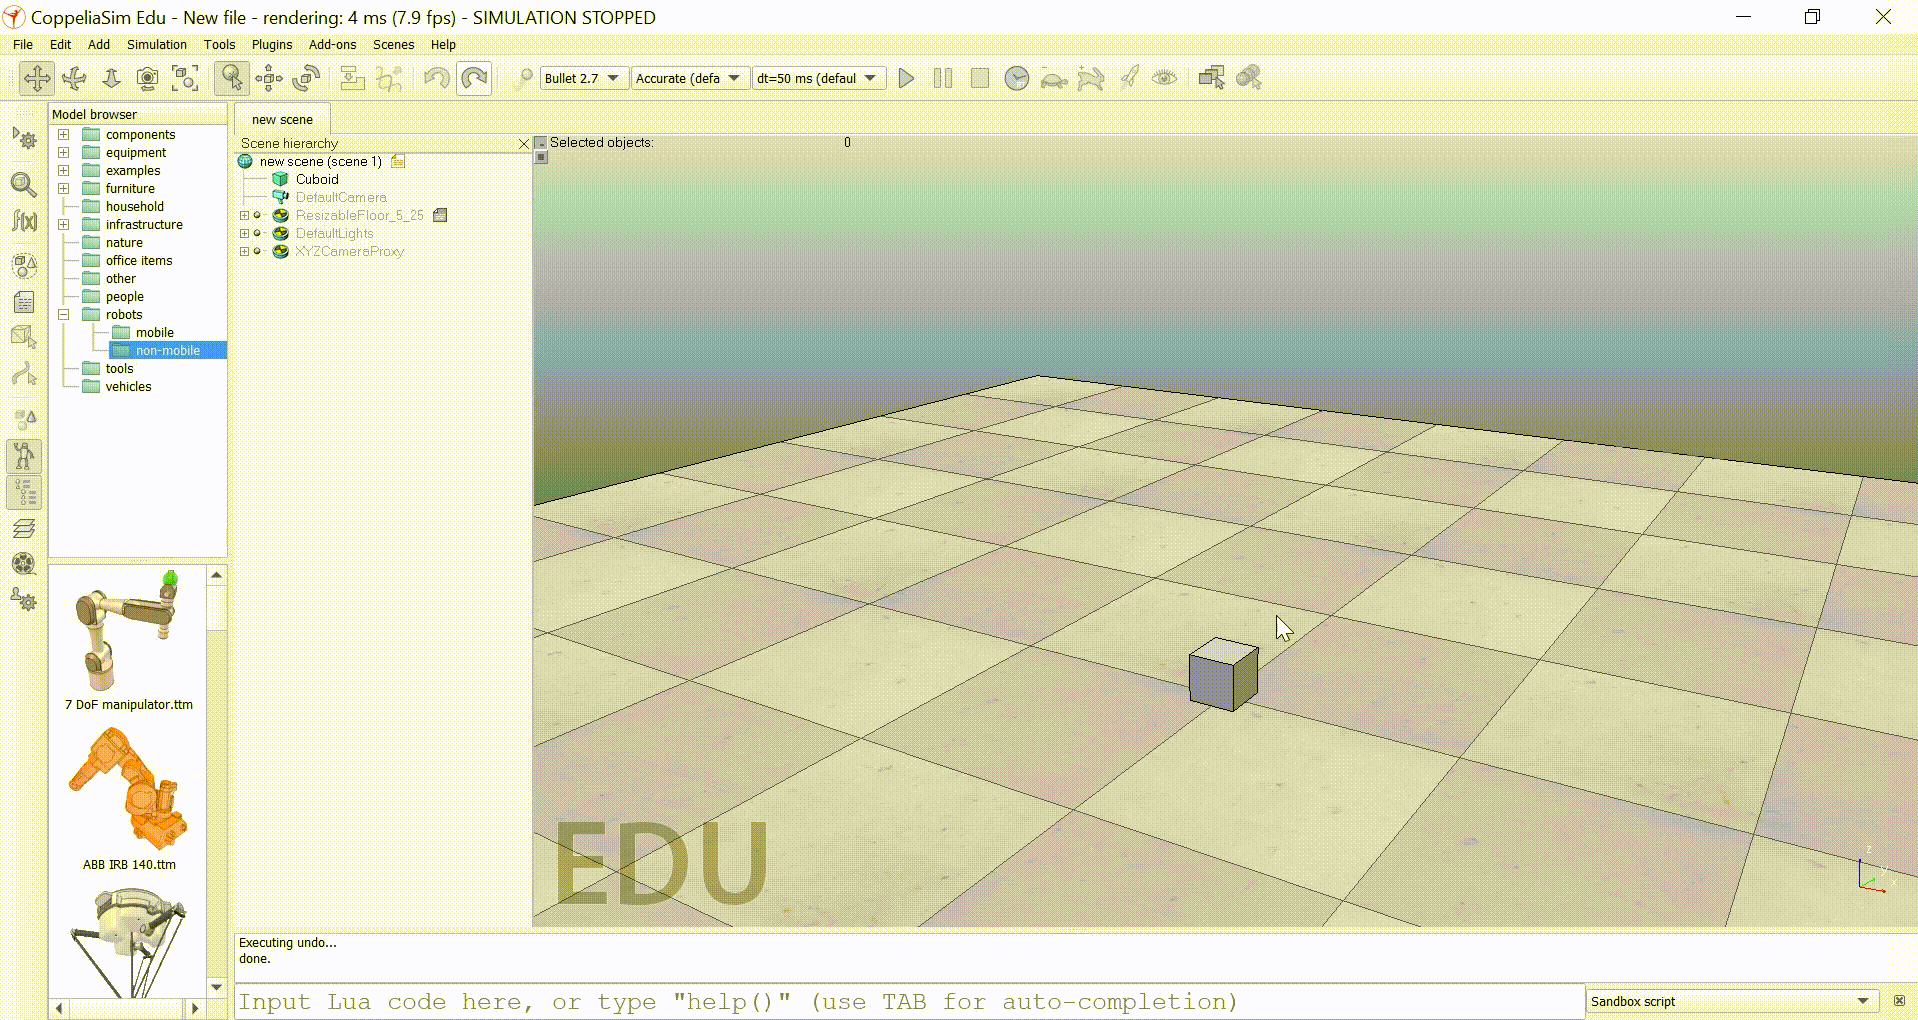 CoppeliaSim Edu - New file - rendering: 4 ms (7.9 fps) - SIMULATION STOPPED
File Edit Add Simulation Tools Plugins Add-ons Scenes Help
Bullet 2.7 Accurate (defa dt=50 ms (defaul
Model browser
components
equipment
examples
furniture
household
infrastructure
nature
office items
other
people
robots
mobile
non-mobile
tools
vehicles
7 DoF manipulator.ttm
ABB IRB 140.ttm
new scene
Scene hierarchy
new scene (scene 1)
Cuboid
DefaultCamera
ResizableFloor_5_25
DefaultLights
XYZCameraProxy
f(x)
Selected objects: 0
EDU
z
x
Executing undo...
done.
Input Lua code here, or type "help()" (use TAB for auto-completion)
Sandbox script